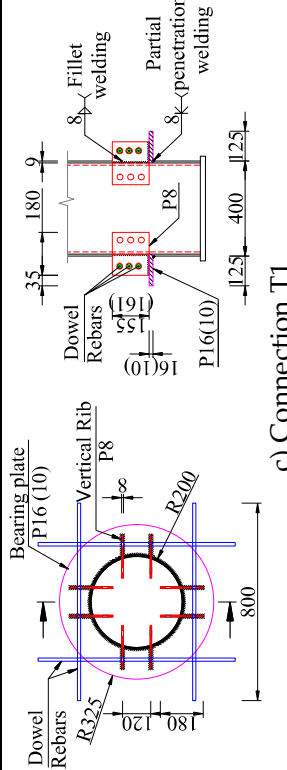 Dowel
Rebars
R325
Bearing plate
P16 (10)
Vertical Rib
P8
8
R200
120
180
800
35
180
9
Dowel
Rebars
155
(161)
16(10)
P16(10)
P8
8
Fillet
welding
8
Partial
penetration
welding
125
400
125
c) Connection T1